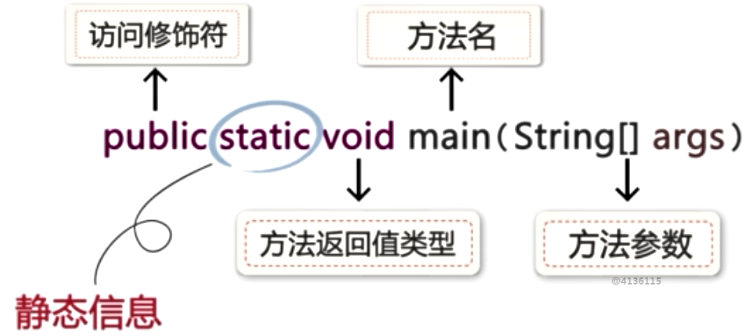 访问修饰符
方法名
public static void main(String[] args)
方法返回值类型
方法参数
@4136115
静态信息